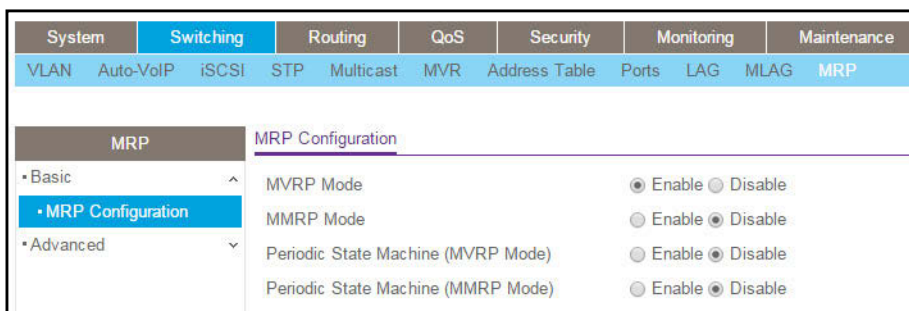 System Switching Routing QoS Security Monitoring Maintenance
VLAN Auto-VoIP iSCSI STP Multicast MVR Address Table Ports LAG MLAG MRP
MRP
Basic
MRP Configuration
Advanced
MRP Configuration
MVRP Mode Enable Disable
MMRP Mode Enable Disable
Periodic State Machine (MVRP Mode) Enable Disable
Periodic State Machine (MMRP Mode) Enable Disable